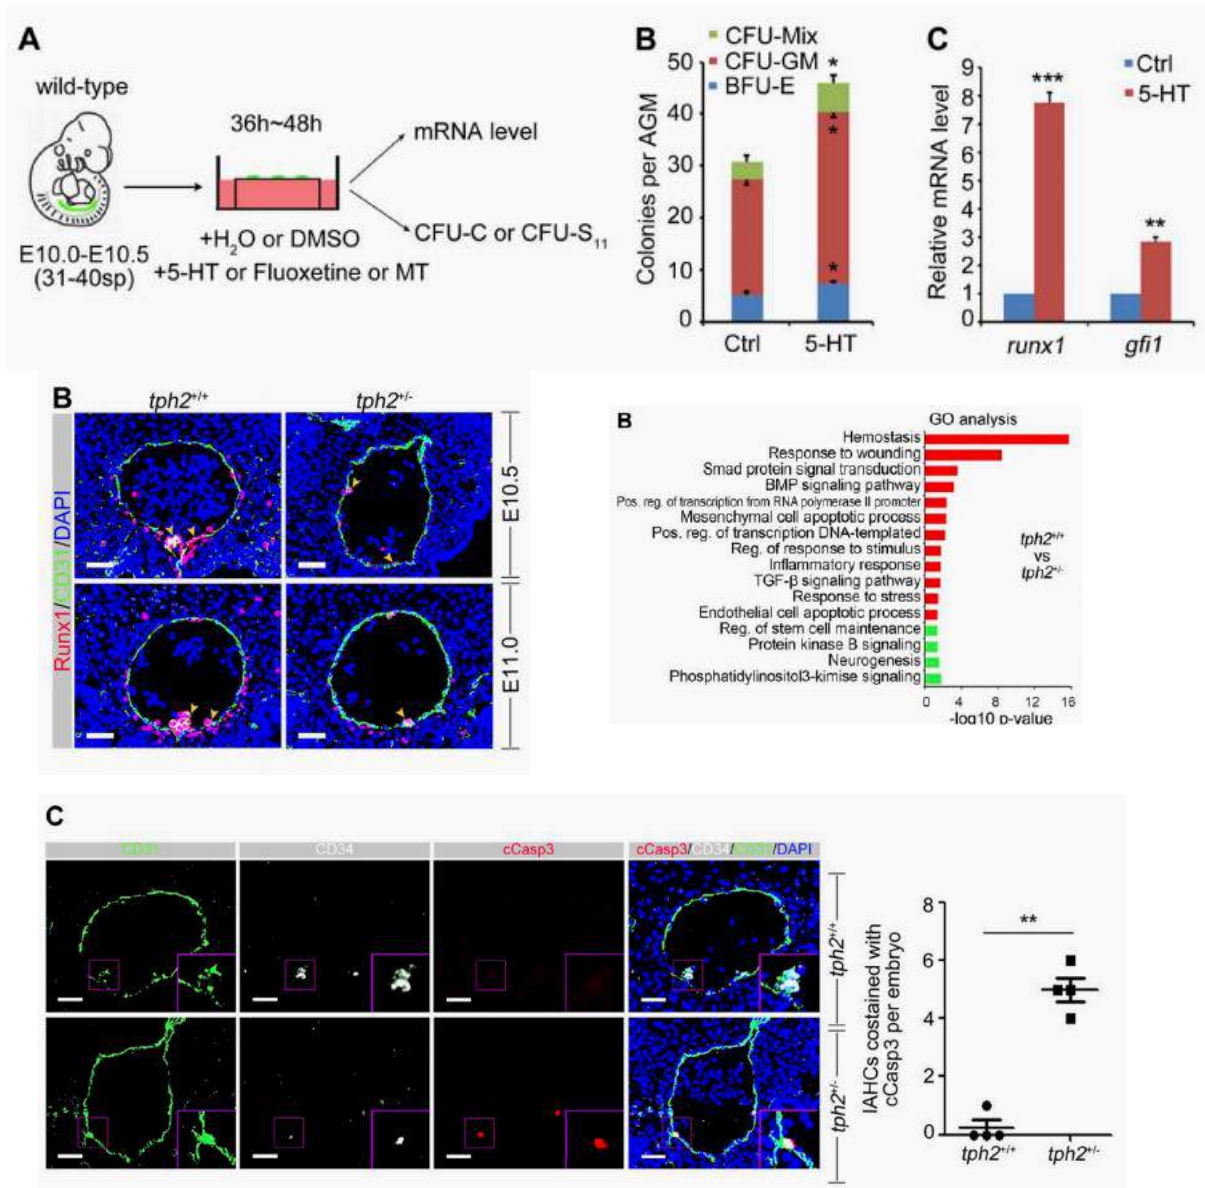 A
wild-type
E10.0-E10.5
(31-40sp)
36h~48h
+H2O or DMSO
+5-HT or Fluoxetine or MT
mRNA level
CFU-C or CFU-S11
B
CFU-Mix
CFU-GM
BFU-E
Colonies per AGM
50
40
30
20
10
0
*
*
*
Ctrl
5-HT
C
Ctrl
5-HT
Relative mRNA level
9
8
7
6
5
4
3
2
1
0
***
**
runx1
gfi1
B
tph2+/+
tph2+/-
Runx1/CD31/DAPI
E10.5
E11.0
B
GO analysis
Hemostasis
Response to wounding
Smad protein signal transduction
BMP signaling pathway
Pos. reg. of transcription from RNA polymerase II promoter
Mesenchymal cell apoptotic process
Pos. reg. of transcription DNA-templated
Reg. of response to stimulus
Inflammatory response
TGF-β signaling pathway
Response to stress
Endothelial cell apoptotic process
Reg. of stem cell maintenance
Protein kinase B signaling
Neurogenesis
Phosphatidylinositol3-kimise signaling
tph2+/+
vs
tph2+/-
0 4 8 12 16
-log10 p-value
C
CD31
CD34
cCasp3
cCasp3/CD34/CD31/DAPI
tph2+/+
tph2+/-
IAHCs costained with
cCasp3 per embryo
8
6
4
2
0
**
tph2+/+
tph2+/-